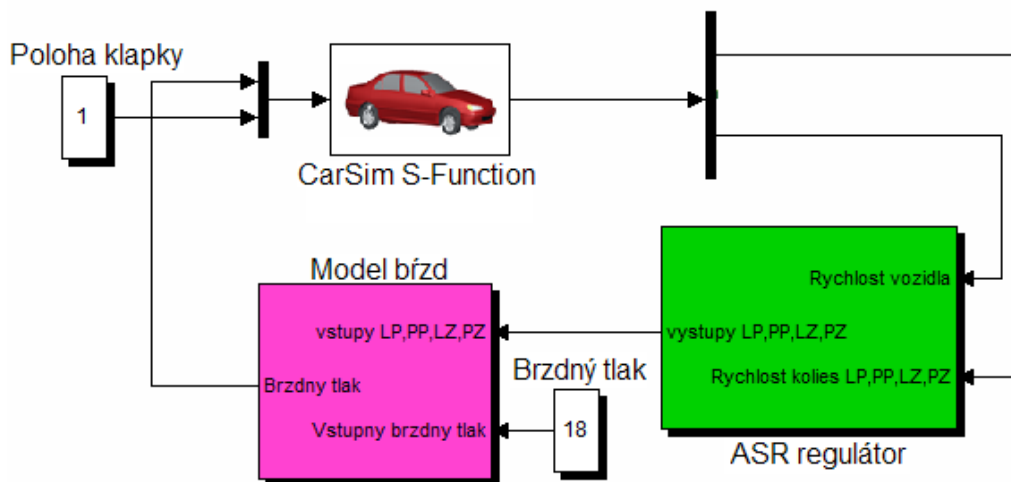 Poloha klapky
1
CarSim S-Function
Model bŕzd
vstupy LP,PP,LZ,PZ
Brzdny tlak
Vstupny brzdny tlak
Brzdný tlak
18
Rychlost vozidla
vystupy LP,PP,LZ,PZ
Rychlost kolies LP,PP,LZ,PZ
ASR regulátor